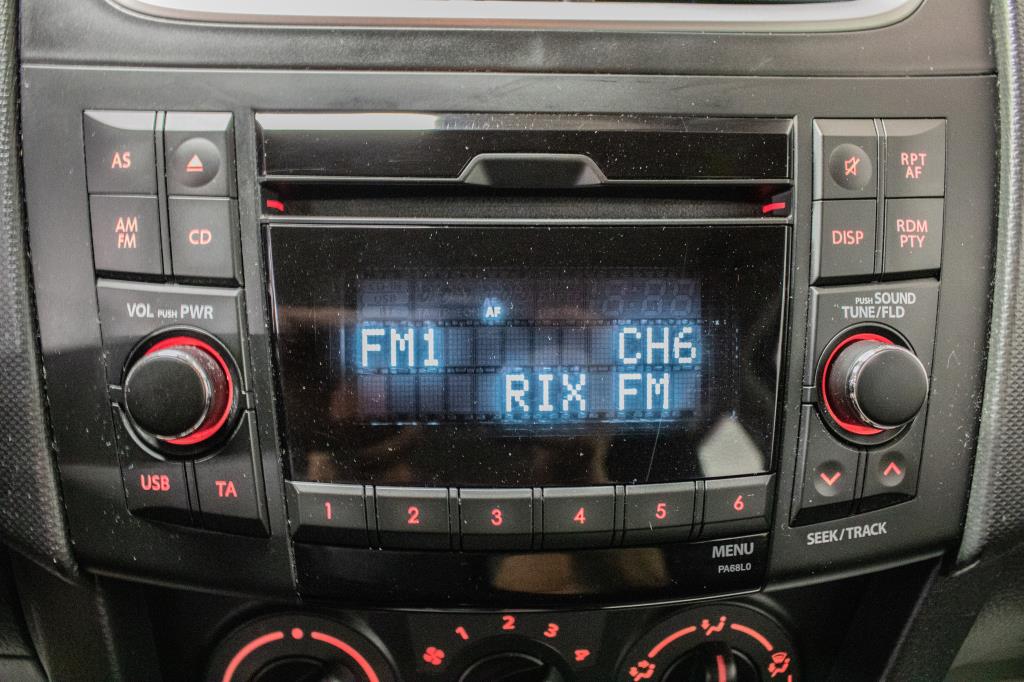 AS
AM
FM
CD
VOL PUSH PWR
USB
TA
AF
FM1 CH6
RIX FM
1 2 3 4 5 6
MENU
PA68L0
RPT
AF
DISP
RDM
PTY
PUSH SOUND
TUNE/FLD
SEEK/TRACK
1 2 3 4